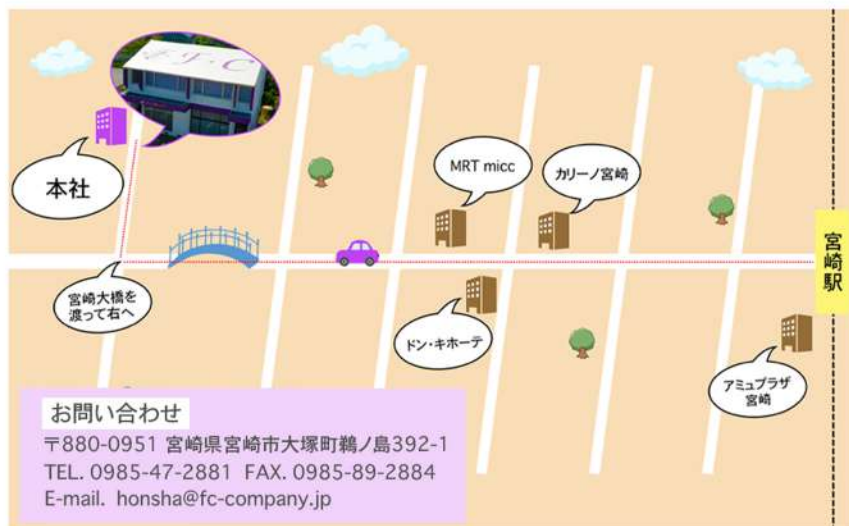 F・C
本社
MRT micc
カリーノ宮崎
宮崎駅
宮崎大橋を
渡って右へ
ドン・キホーテ
アミュプラザ
宮崎
お問い合わせ
〒880-0951 宮崎県宮崎市大塚町鵜ノ島392-1
TEL. 0985-47-2881 FAX. 0985-89-2884
E-mail. honsha@fc-company.jp